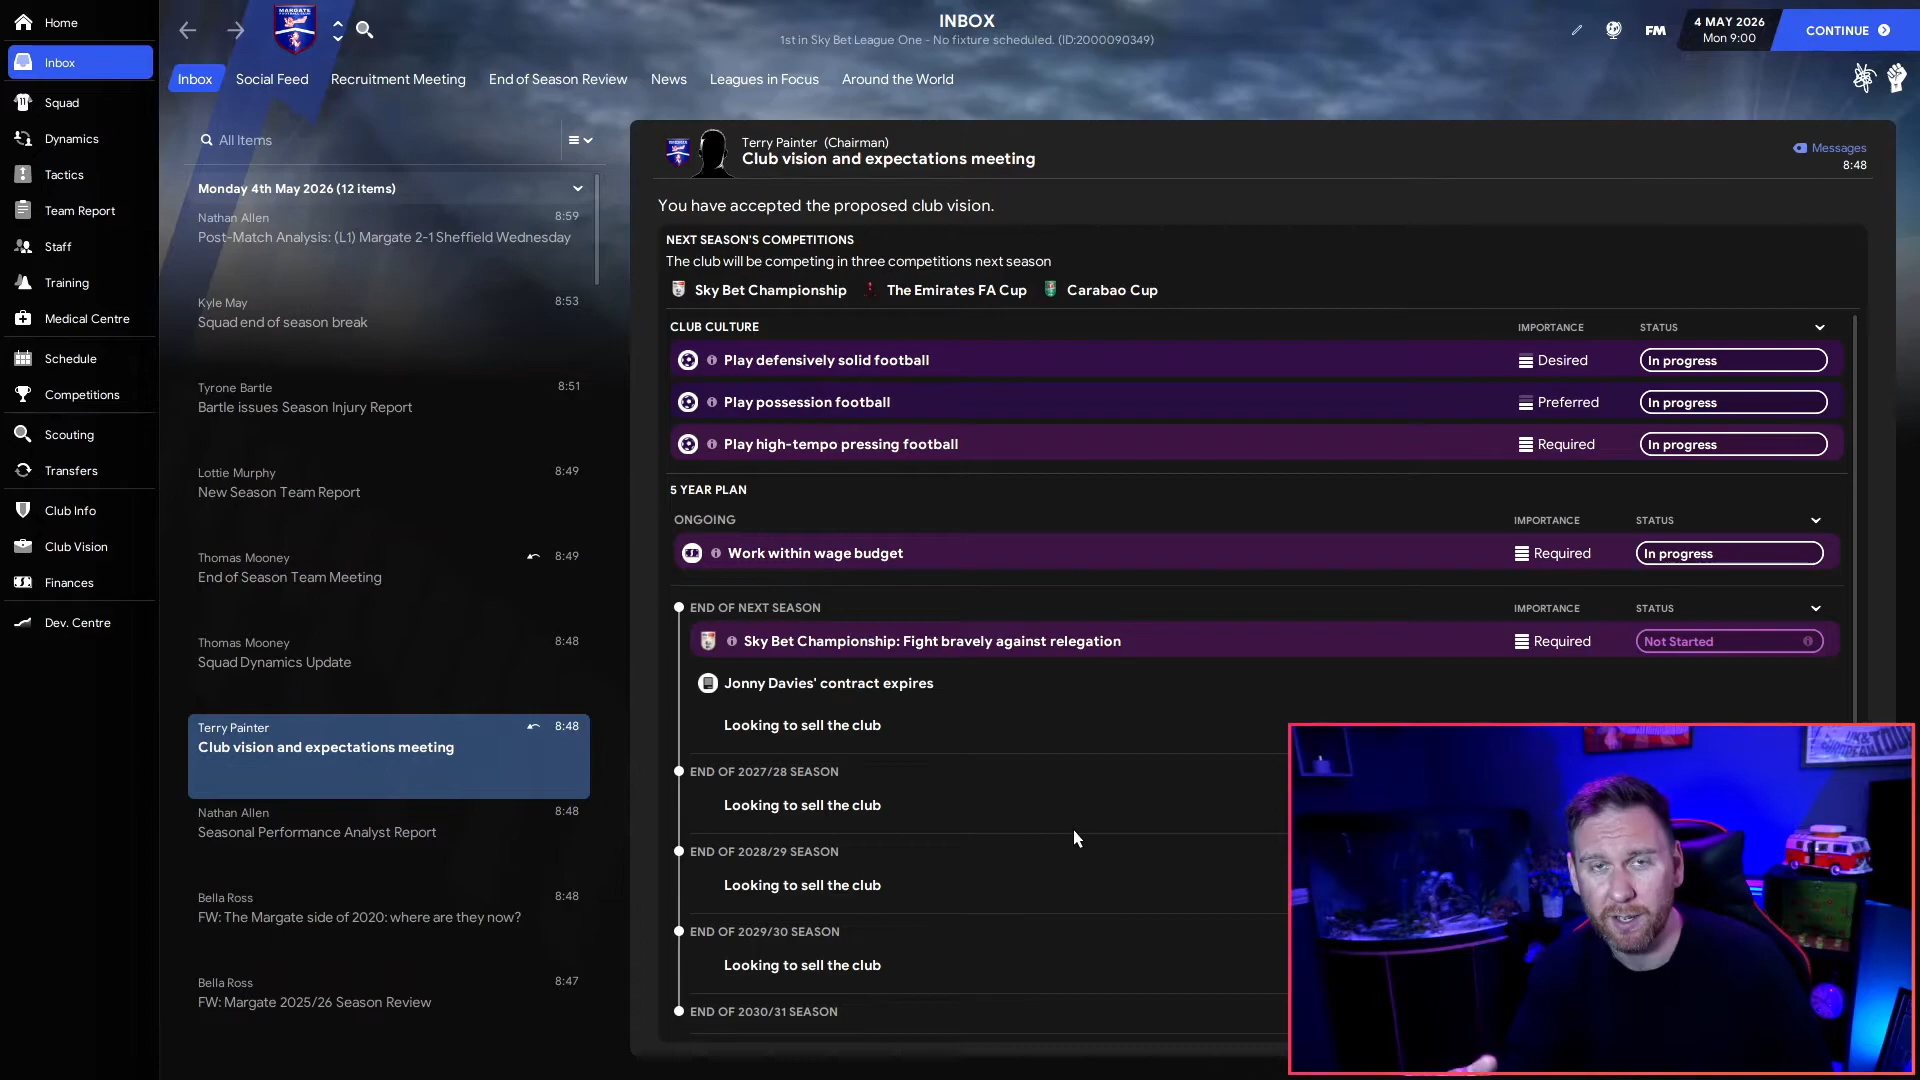 Home
Inbox
Squad
Dynamics
Tactics
Team Report
Staff
Training
Medical Centre
Schedule
Competitions
Scouting
Transfers
Club Info
Club Vision
Finances
Dev. Centre
MARGATE
INBOX
1st in Sky Bet League One - No fixture scheduled. (ID:2000090349)
FM
4 MAY 2026
Mon 9:00
CONTINUE
Inbox
Social Feed
Recruitment Meeting
End of Season Review
News
Leagues in Focus
Around the World
All Items
Monday 4th May 2026 (12 items)
Nathan Allen 8:59
Post-Match Analysis: (L1) Margate 2-1 Sheffield Wednesday
Kyle May 8:53
Squad end of season break
Tyrone Bartle 8:51
Bartle issues Season Injury Report
Lottie Murphy 8:49
New Season Team Report
Thomas Mooney 8:49
End of Season Team Meeting
Thomas Mooney 8:48
Squad Dynamics Update
Terry Painter 8:48
Club vision and expectations meeting
Nathan Allen 8:48
Seasonal Performance Analyst Report
Bella Ross 8:48
FW: The Margate side of 2020: where are they now?
Bella Ross 8:47
FW: Margate 2025/26 Season Review
Terry Painter (Chairman)
Club vision and expectations meeting
Messages
8:48
You have accepted the proposed club vision.
NEXT SEASON'S COMPETITIONS
The club will be competing in three competitions next season
Sky Bet Championship The Emirates FA Cup Carabao Cup
CLUB CULTURE IMPORTANCE STATUS
Play defensively solid football Desired In progress
Play possession football Preferred In progress
Play high-tempo pressing football Required In progress
5 YEAR PLAN
ONGOING IMPORTANCE STATUS
Work within wage budget Required In progress
END OF NEXT SEASON IMPORTANCE STATUS
Sky Bet Championship: Fight bravely against relegation Required Not Started
Jonny Davies' contract expires
Looking to sell the club
END OF 2027/28 SEASON
Looking to sell the club
END OF 2028/29 SEASON
Looking to sell the club
END OF 2029/30 SEASON
Looking to sell the club
END OF 2030/31 SEASON
UK &
EUROPEAN TOUR